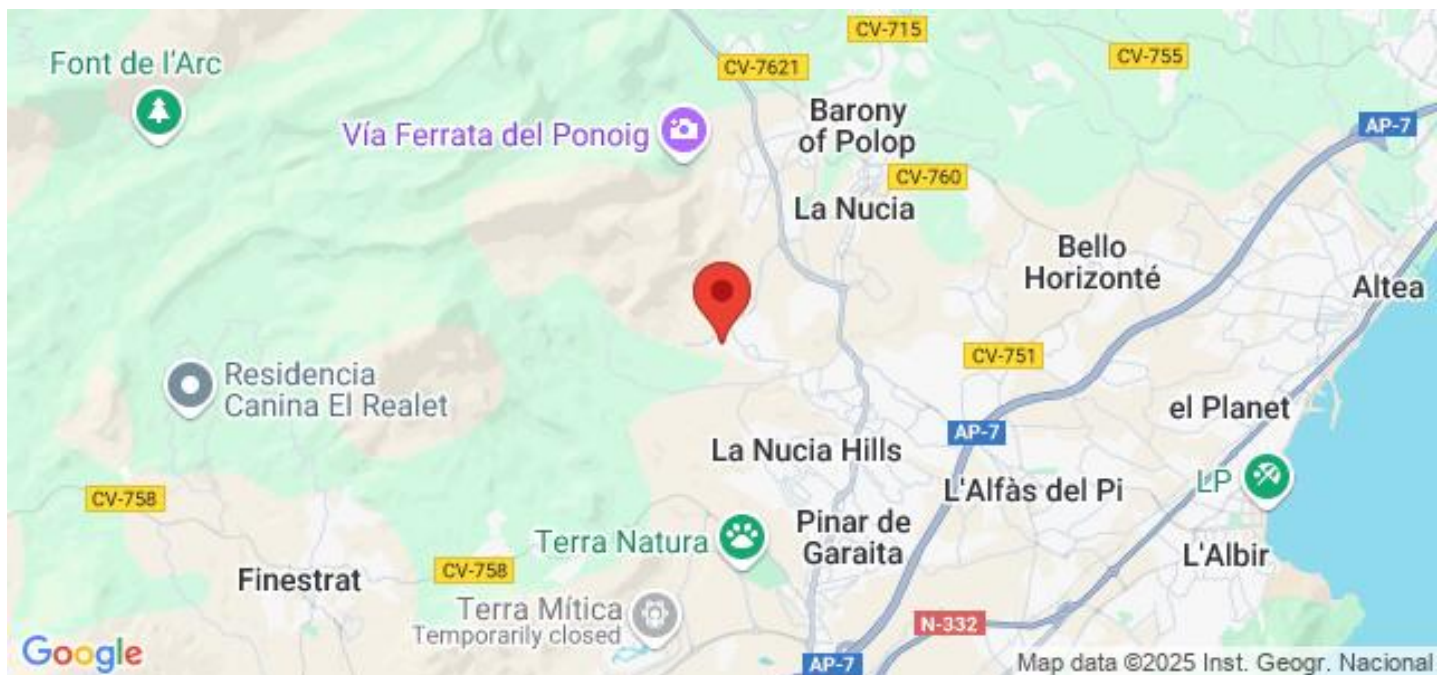 CV-715
Font de l'Arc
CV-755
CV-7621
Barony
of Polop
AP-7
Vía Ferrata del Ponoig
CV-760
La Nucia
Bello
Horizonté
Altea
CV-751
Residencia
Canina El Realet
el Planet
AP-7
La Nucia Hills
LP
L'Alfàs del Pi
CV-758
Pinar de
Garaita
Terra Natura
L'Albir
Finestrat
CV-758
Terra Mítica
Temporarily closed
N-332
Google
AP-7
Map data ©2025 Inst. Geogr. Nacional